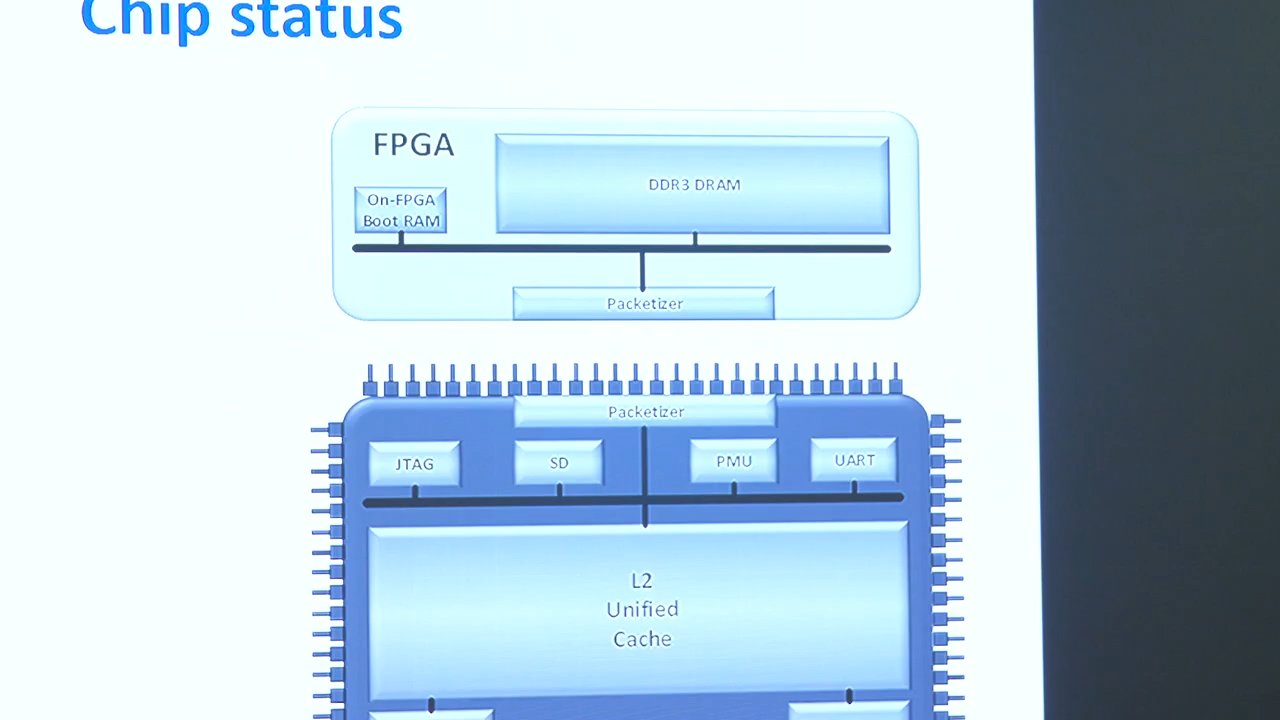 Chip status
FPGA
DDR3 DRAM
On-FPGA
Boot RAM
Packetizer
Packetizer
JTAG
SD
PMU
UART
L2
Unified
Cache